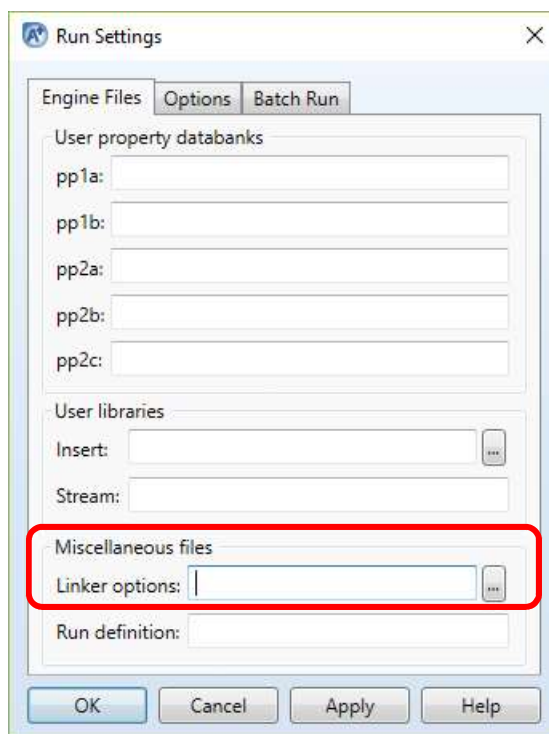 Run Settings
Engine Files Options Batch Run
User property databanks
pp1a:
pp1b:
pp2a:
pp2b:
pp2c:
User libraries
Insert: ...
Stream:
Miscellaneous files
Linker options: ...
Run definition:
OK Cancel Apply Help